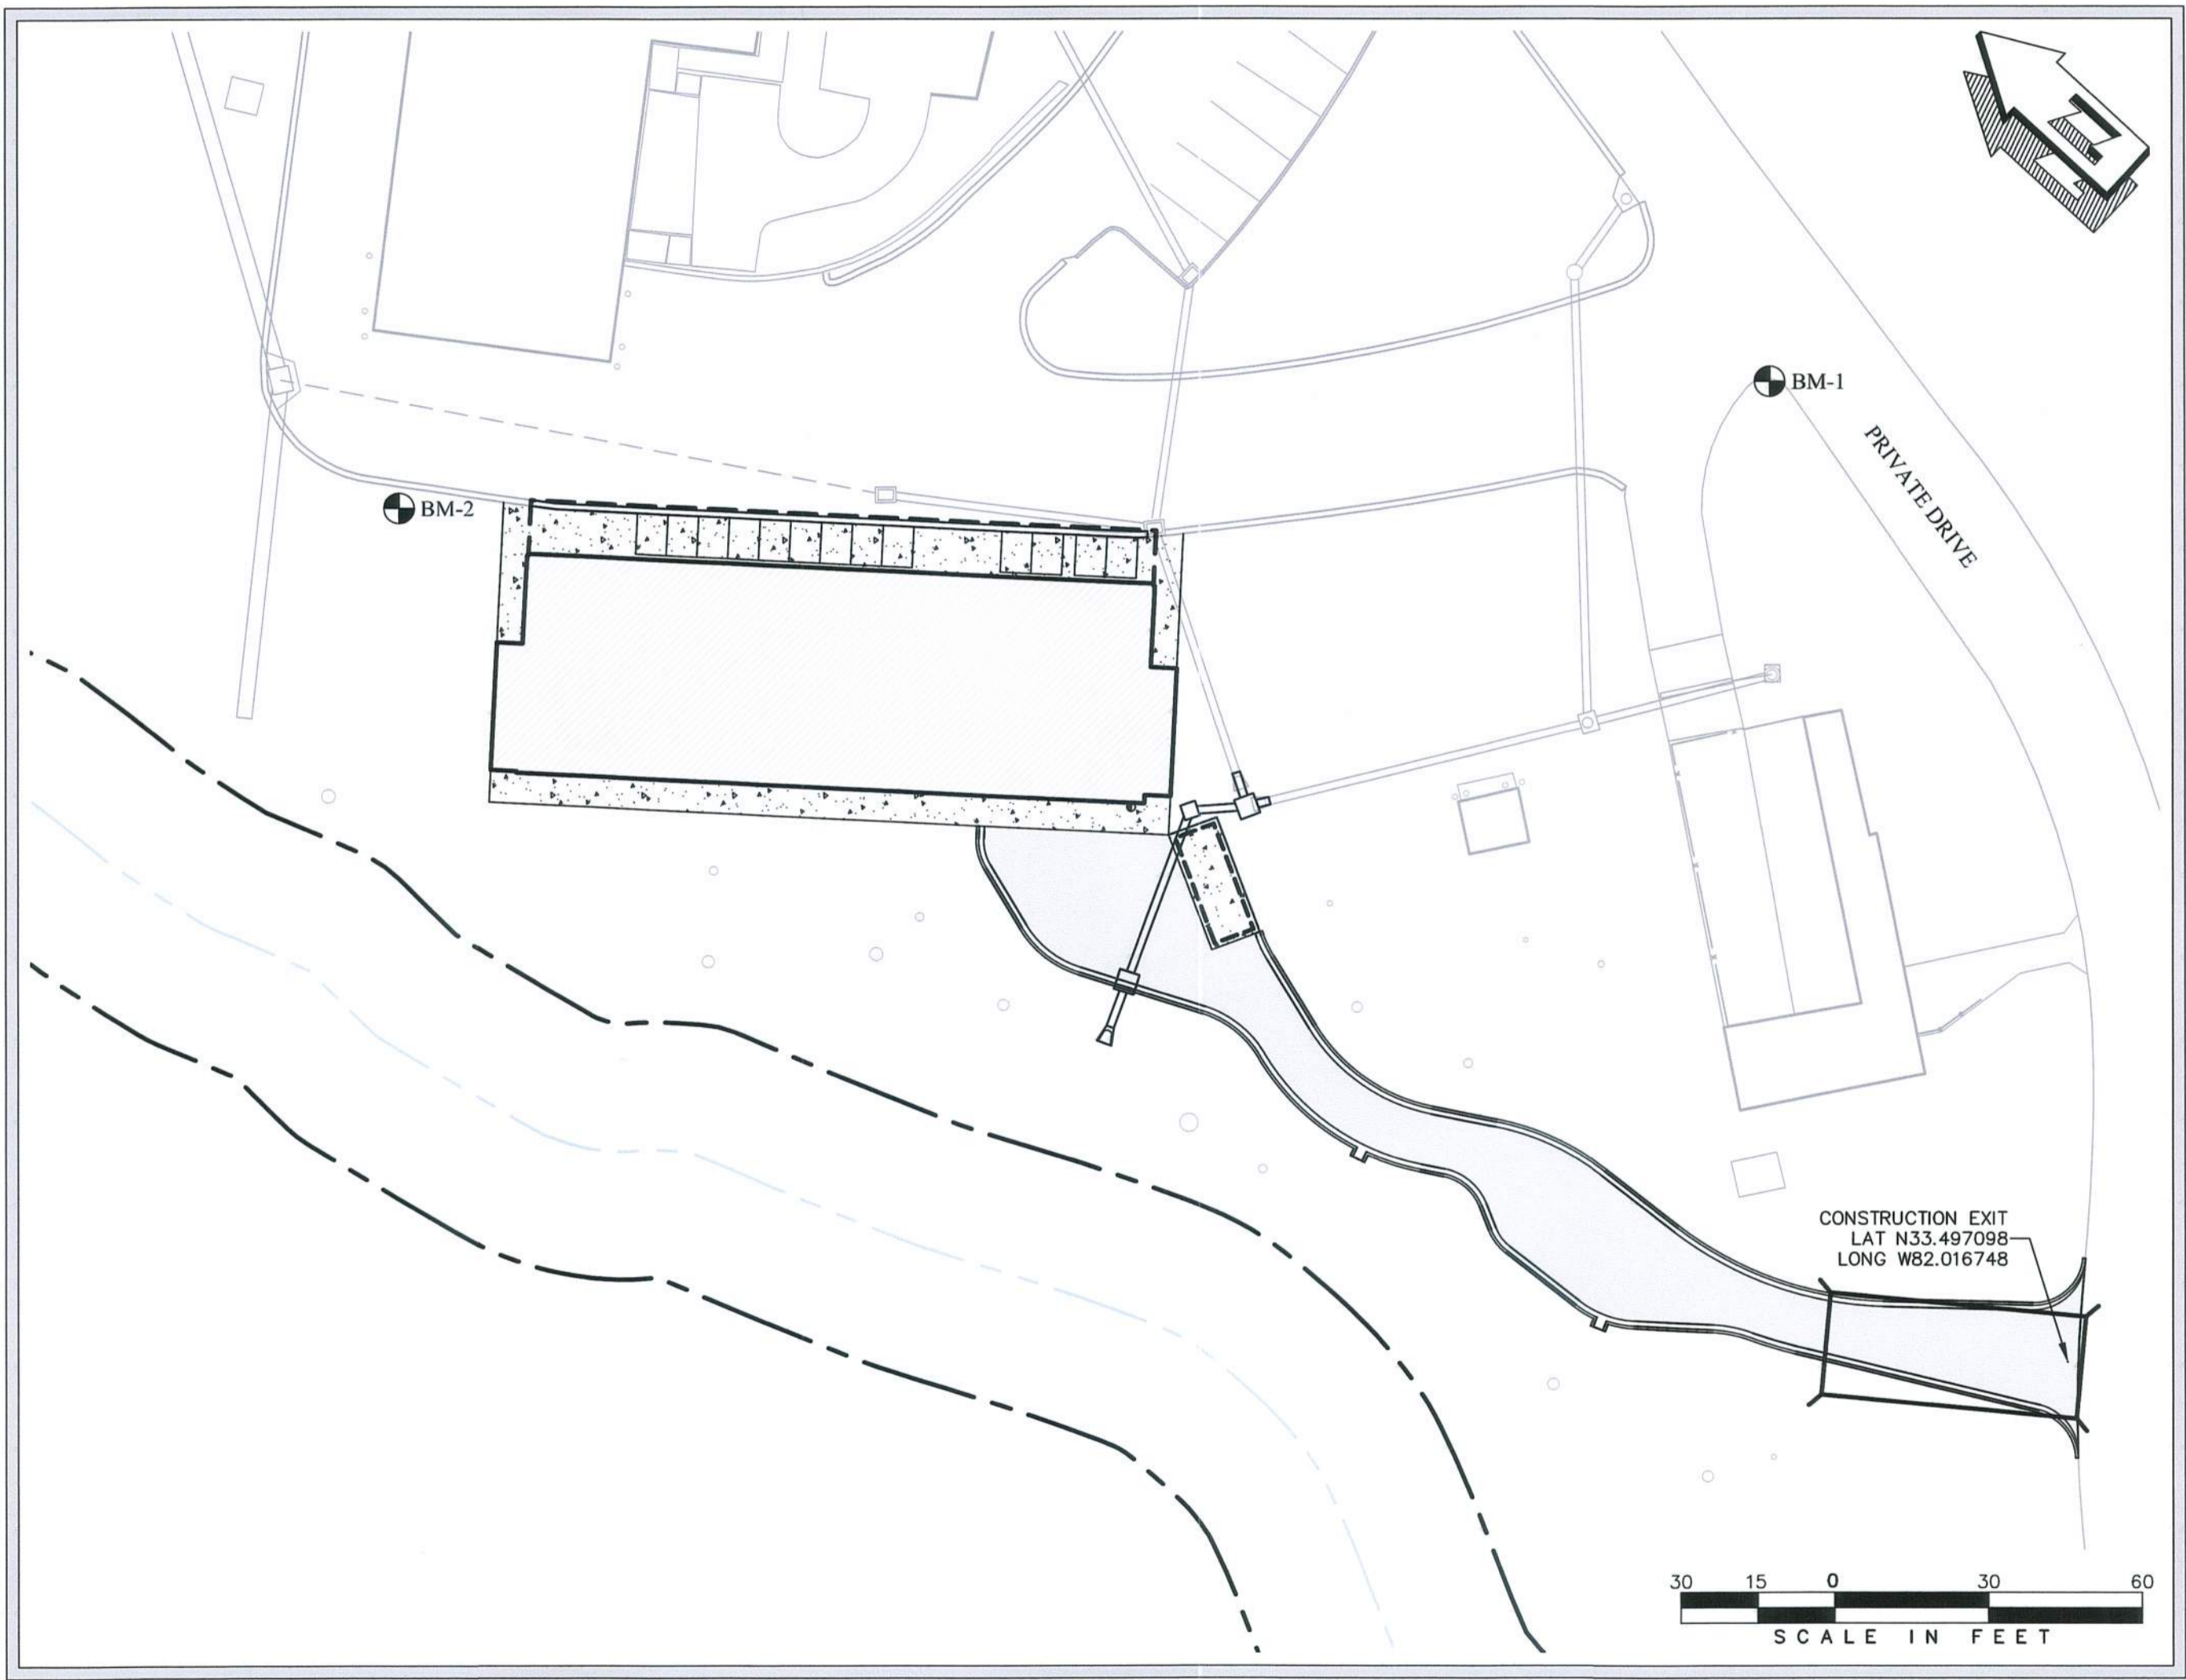 N
BM-1
PRIVATE DRIVE
BM-2
CONSTRUCTION EXIT
LAT N33.497098
LONG W82.016748
30 15 0 30 60
SCALE IN FEET